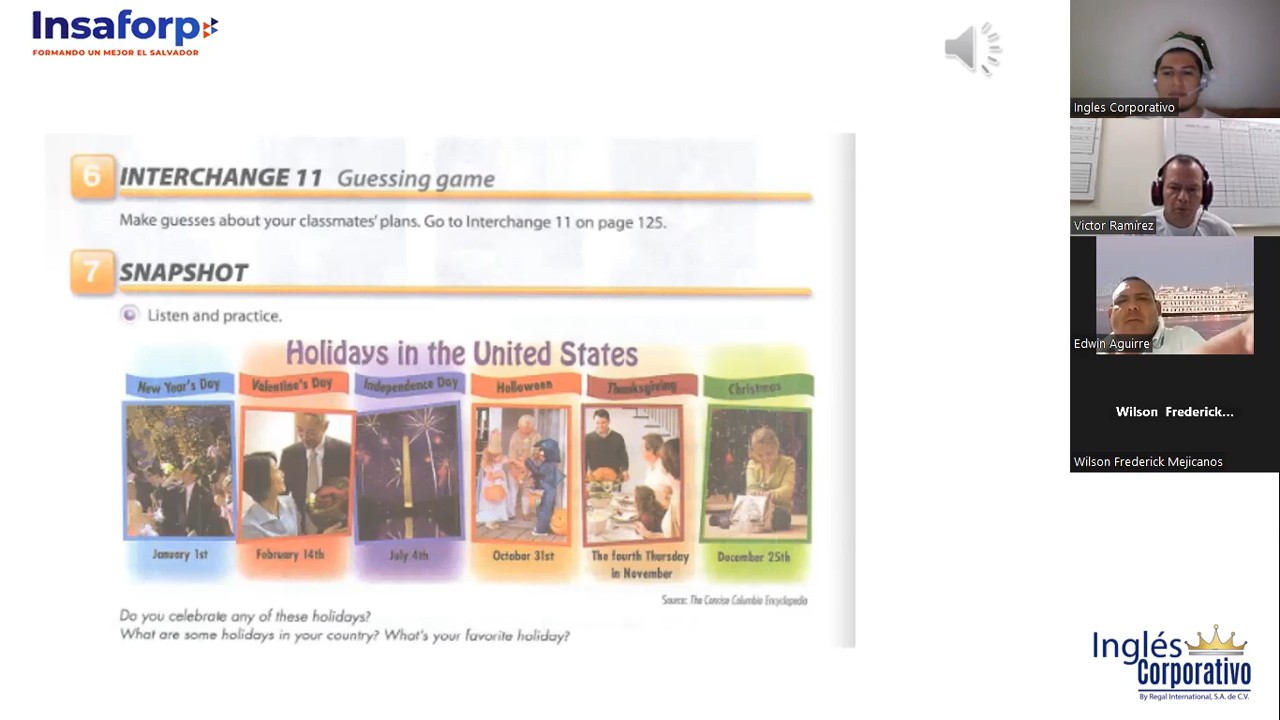 Insaforp
FORMANDO UN MEJOR EL SALVADOR
6 INTERCHANGE 11 Guessing game
Make guesses about your classmates' plans. Go to Interchange 11 on page 125.
7 SNAPSHOT
Listen and practice.
Holidays in the United States
New Year's Day
Valentine's Day
Independence Day
Halloween
Thanksgiving
Christmas
January 1st
February 14th
July 4th
October 31st
The fourth Thursday
in November
December 25th
Source: The Concise Columbia Encyclopedia
Do you celebrate any of these holidays?
What are some holidays in your country? What's your favorite holiday?
Ingles Corporativo
Victor Ramírez
Edwin Aguirre
Wilson Frederick...
Wilson Frederick Mejicanos
Inglés
Corporativo
By Regal International, S.A. de C.V.